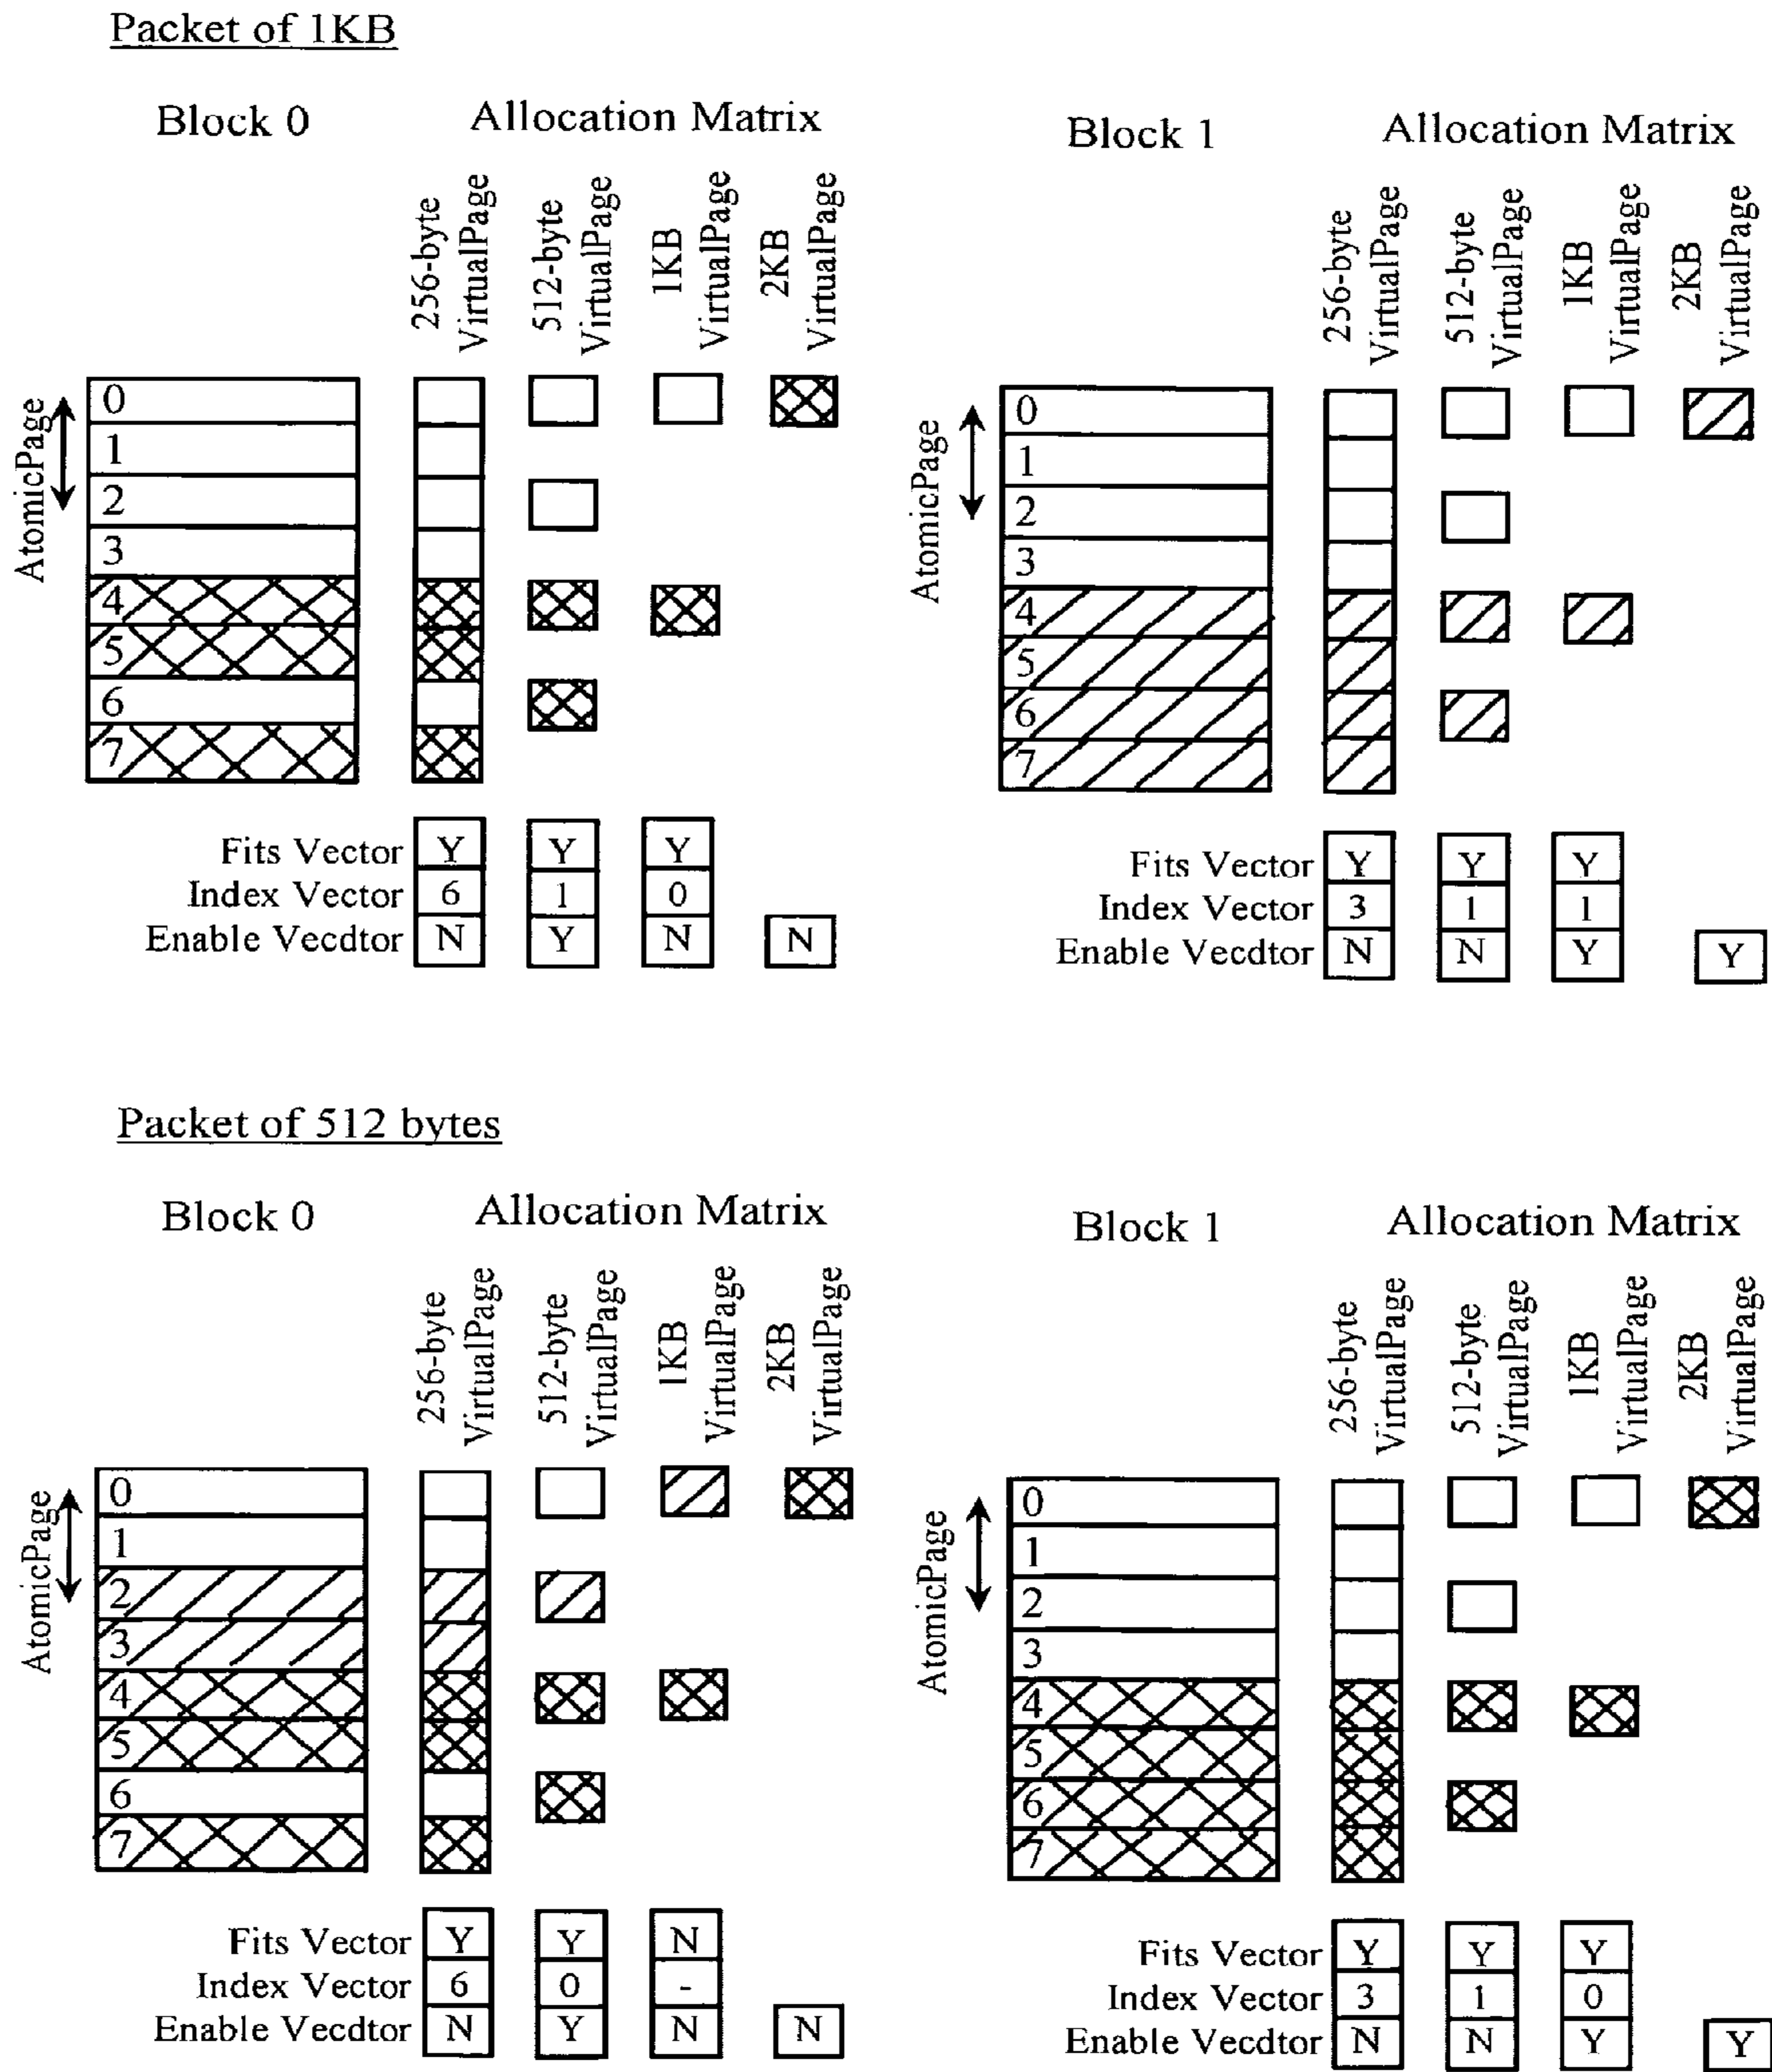 Packet of 1KB
Block 0
Allocation Matrix
256-byte
VirtualPage
512-byte
VirtualPage
1KB
VirtualPage
2KB
VirtualPage
AtomicPage
0
1
2
3
4
5
6
7
Fits Vector Y Y Y
Index Vector 6 1 0
Enable Vecdtor N Y N N
Block 1
Allocation Matrix
256-byte
VirtualPage
512-byte
VirtualPage
1KB
VirtualPage
2KB
VirtualPage
AtomicPage
0
1
2
3
4
5
6
7
Fits Vector Y Y Y
Index Vector 3 1 1
Enable Vecdtor N N Y Y
Packet of 512 bytes
Block 0
Allocation Matrix
256-byte
VirtualPage
512-byte
VirtualPage
1KB
VirtualPage
2KB
VirtualPage
AtomicPage
0
1
2
3
4
5
6
7
Fits Vector Y Y N
Index Vector 6 0 -
Enable Vecdtor N Y N N
Block 1
Allocation Matrix
256-byte
VirtualPage
512-byte
VirtualPage
1KB
VirtualPage
2KB
VirtualPage
AtomicPage
0
1
2
3
4
5
6
7
Fits Vector Y Y Y
Index Vector 3 1 0
Enable Vecdtor N N Y Y